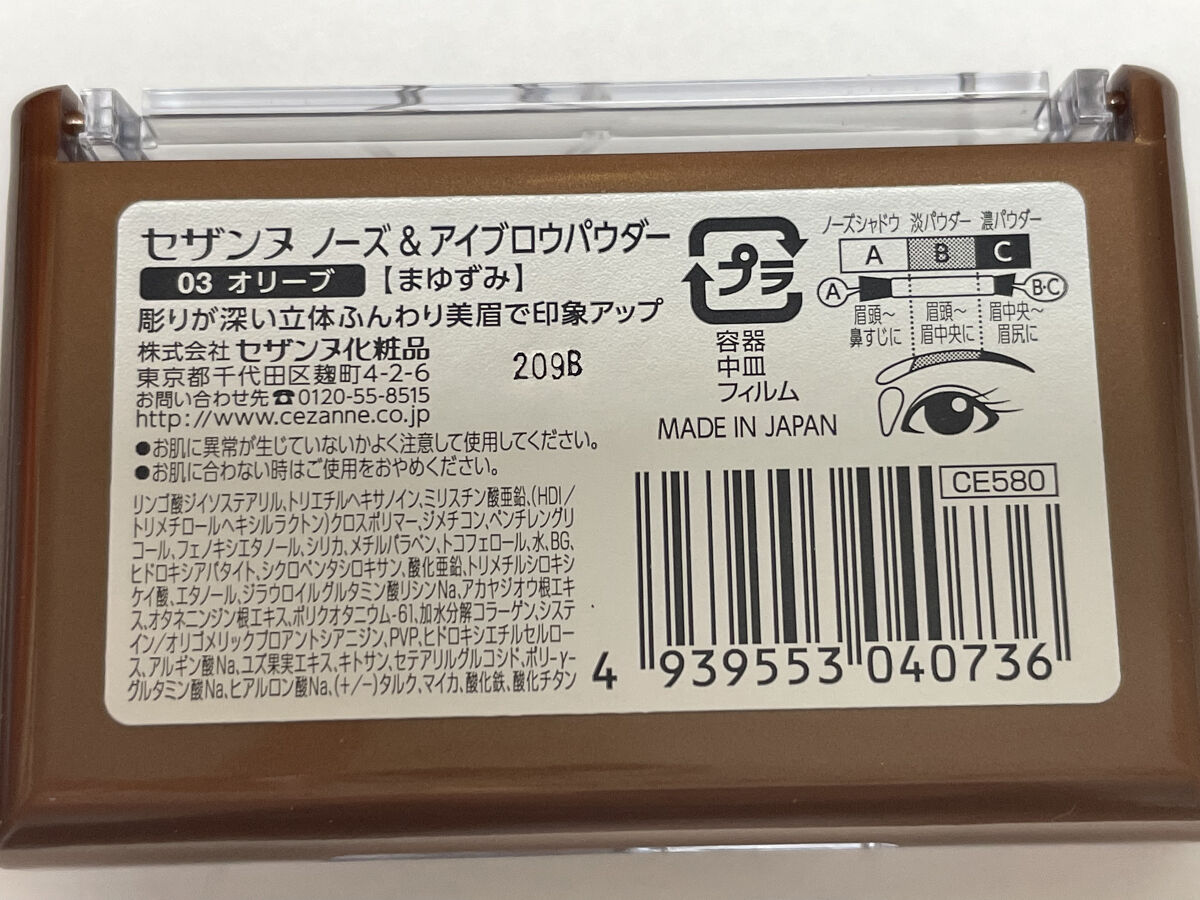 セザンヌ ノーズ&アイブロウパウダー
03 オリーブ 【まゆずみ】
彫りが深い立体ふんわり美眉で印象アップ
株式会社 セザンヌ化粧品
東京都千代田区麹町4-2-6
お問い合わせ先☎0120-55-8515
http://www.cezanne.co.jp
209B
●お肌に異常が生じていないかよく注意して使用してください。
●お肌に合わない時はご使用をおやめください。
リンゴ酸ジイソステアリル、トリエチルヘキサノイン、ミリスチン酸亜鉛、(HDI/
トリメチロールヘキシルラクトン)クロスポリマー、ジメチコン、ペンチレングリ
コール、フェノキシエタノール、シリカ、メチルパラベン、トコフェロール、水、BG、
ヒドロキシアパタイト、シクロペンタシロキサン、酸化亜鉛、トリメチルシロキシ
ケイ酸、エタノール、ジラウロイルグルタミン酸リシンNa、アカヤジオウ根エキ
ス、オタネニンジン根エキス、ポリクオタニウム-61、加水分解コラーゲン、システ
イン/オリゴメリックプロアントシアニジン、PVP、ヒドロキシエチルセルロー
ス、アルギン酸Na、ユズ果実エキス、キトサン、セテアリルグルコシド、ポリ-γ-
グルタミン酸Na、ヒアルロン酸Na、(+/-)タルク、マイカ、酸化鉄、酸化チタン
プラ
容器
中皿
フィルム
MADE IN JAPAN
ノーズシャドウ 淡パウダー 濃パウダー
A B C
A B・C
眉頭〜 眉頭〜 眉中央〜
鼻すじに 眉中央に 眉尻に
CE580
4 939553 040736